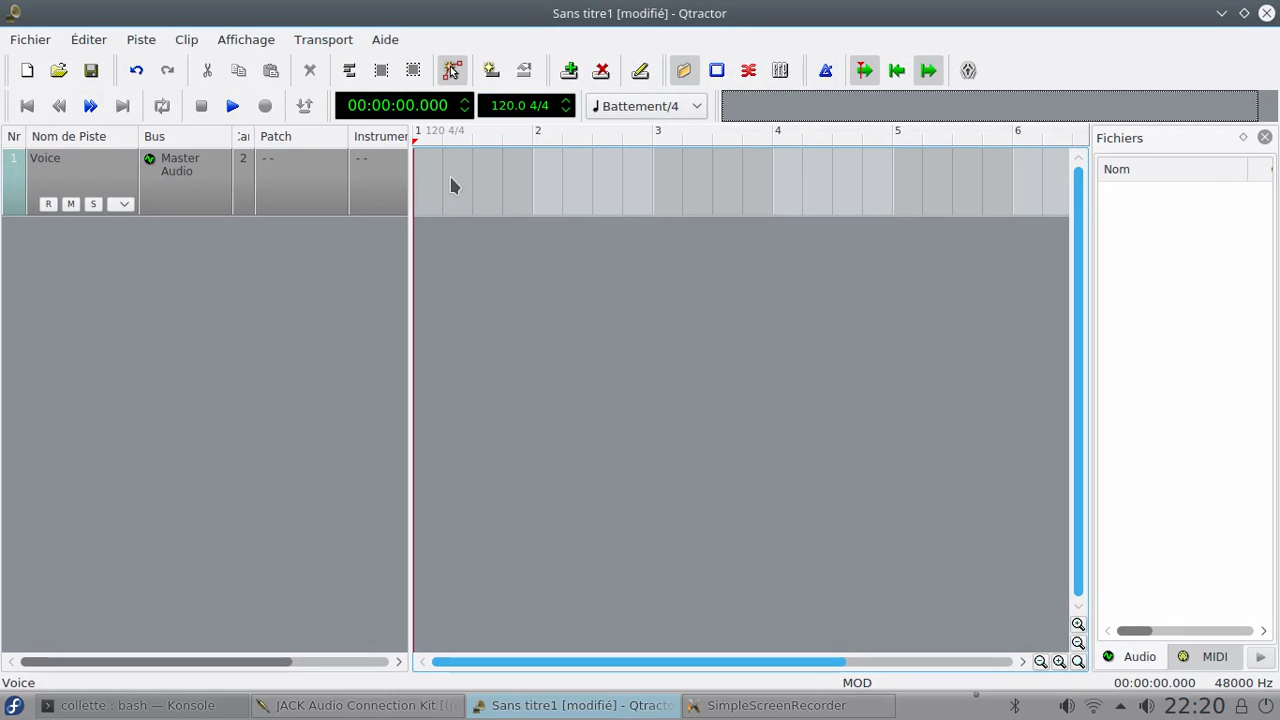 Sans titre1 [modifié] - Qtractor
Fichier Éditer Piste Clip Affichage Transport Aide
00:00:00.000 120.0 4/4 Battement/4
Nr Nom de Piste Bus Patch Instrumen
1 120 4/4 2 3 4 5 6
Fichiers
1 Voice Master 2 -- --
Audio
R M S
Nom
Audio MIDI
Voice MOD 00:00:00.000 48000 Hz
collette : bash — Konsole JACK Audio Connection Kit [(p Sans titre1 [modifié] - Qtracto SimpleScreenRecorder 22:20